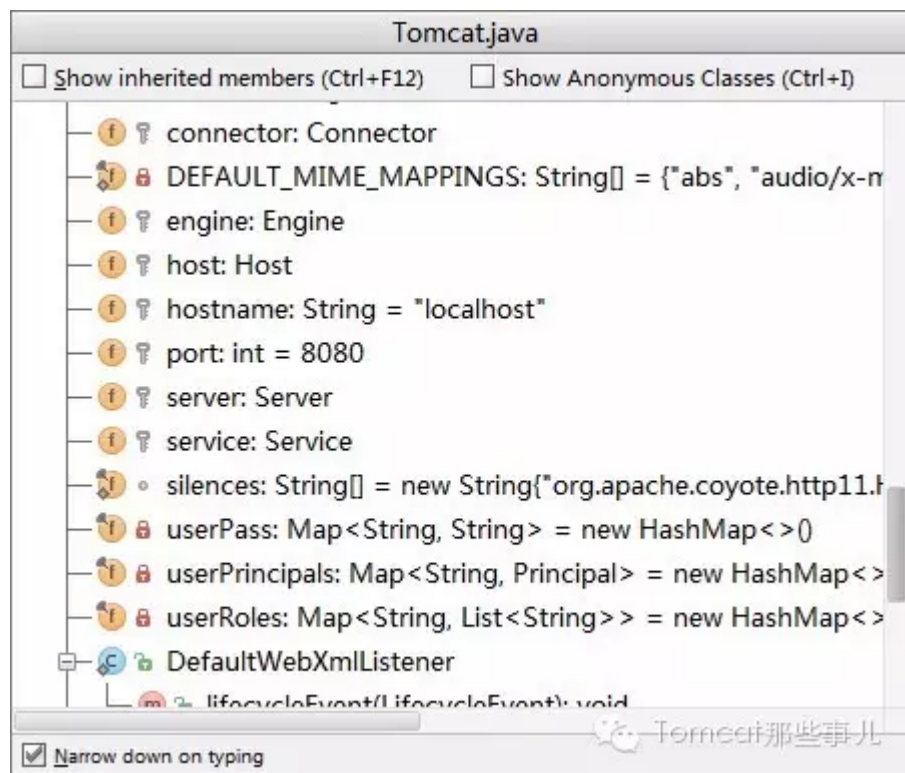 Tomcat.java
Show inherited members (Ctrl+F12) Show Anonymous Classes (Ctrl+I)
connector: Connector
DEFAULT_MIME_MAPPINGS: String[] = {"abs", "audio/x-m
engine: Engine
host: Host
hostname: String = "localhost"
port: int = 8080
server: Server
service: Service
silences: String[] = new String{"org.apache.coyote.http11.H
userPass: Map<String, String> = new HashMap<>()
userPrincipals: Map<String, Principal> = new HashMap<>
userRoles: Map<String, List<String>> = new HashMap<>
DefaultWebXmlListener
lifecycleEvent(LifecycleEvent): void
Tomcat那些事儿
Narrow down on typing